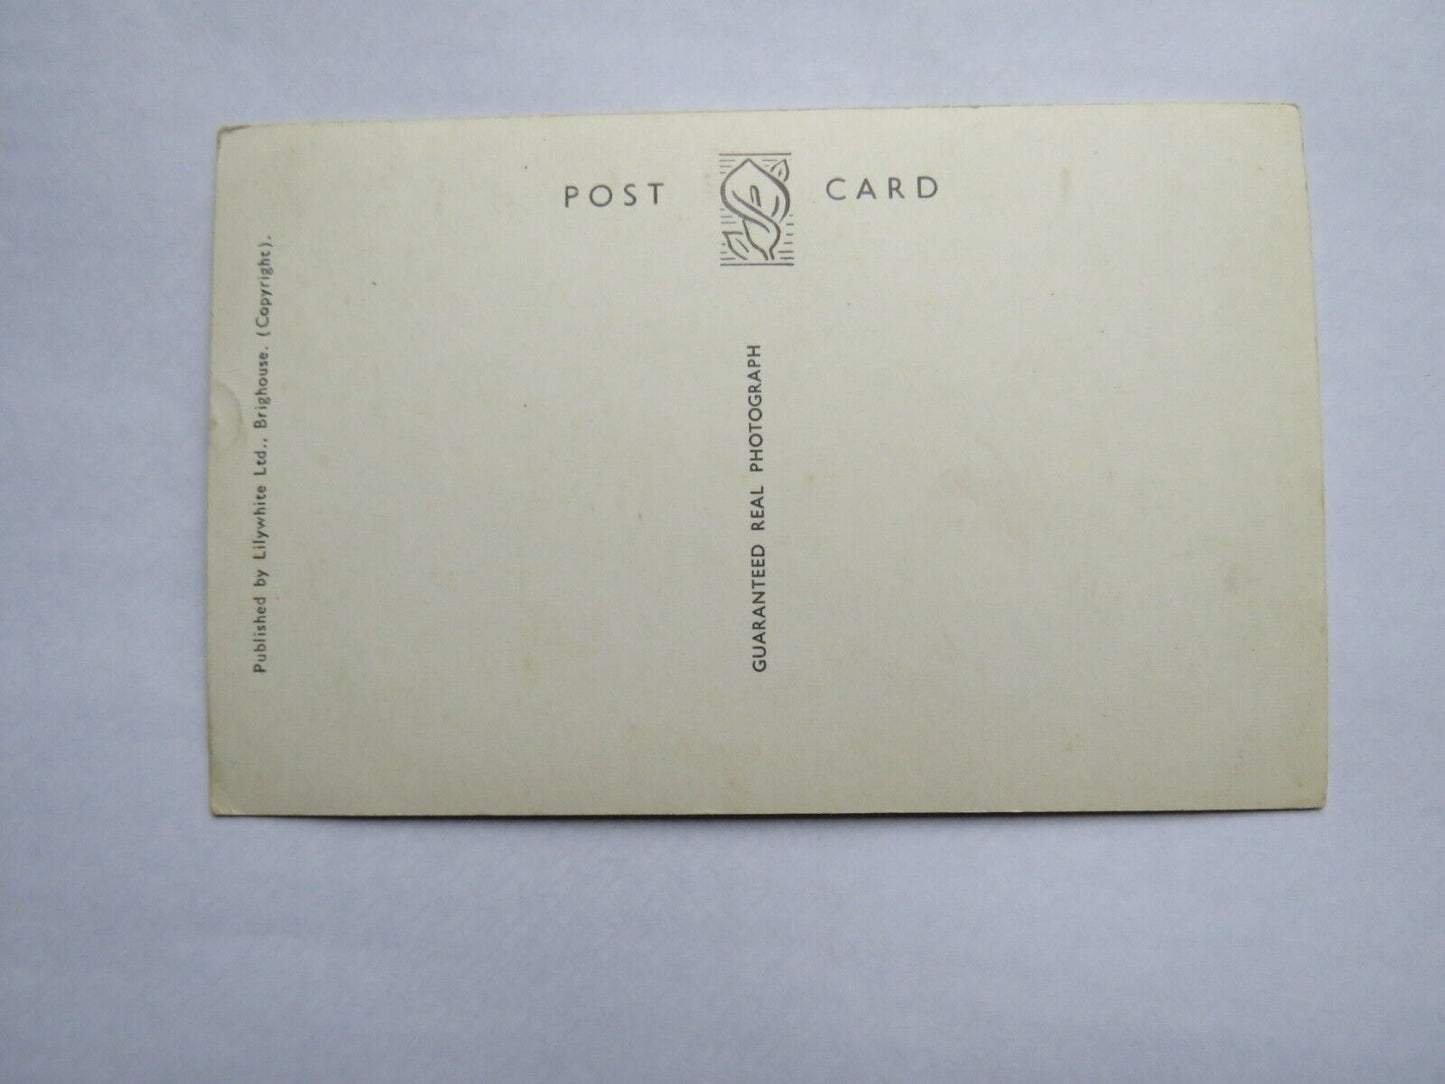 POST CARD
Published by Lilywhite Ltd., Brighouse. (Copyright).
GUARANTEED REAL PHOTOGRAPH